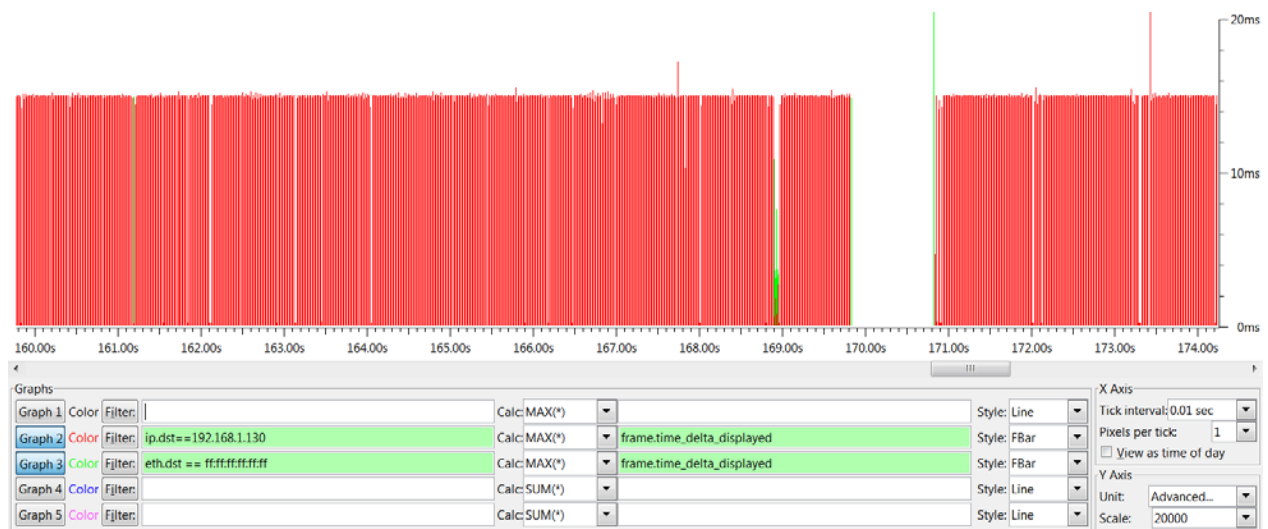 20ms
10ms
0ms
160.00s 161.00s 162.00s 163.00s 164.00s 165.00s 166.00s 167.00s 168.00s 169.00s 170.00s 171.00s 172.00s 173.00s 174.00s
Graphs
Graph 1 Color Filter: Calc: MAX(*) Style: Line
Graph 2 Color Filter: ip.dst==192.168.1.130 Calc: MAX(*) frame.time_delta_displayed Style: FBar
Graph 3 Color Filter: eth.dst == ff:ff:ff:ff:ff:ff Calc: MAX(*) frame.time_delta_displayed Style: FBar
Graph 4 Color Filter: Calc: SUM(*) Style: Line
Graph 5 Color Filter: Calc: SUM(*) Style: Line
X Axis
Tick interval: 0.01 sec
Pixels per tick: 1
View as time of day
Y Axis
Unit: Advanced...
Scale: 20000